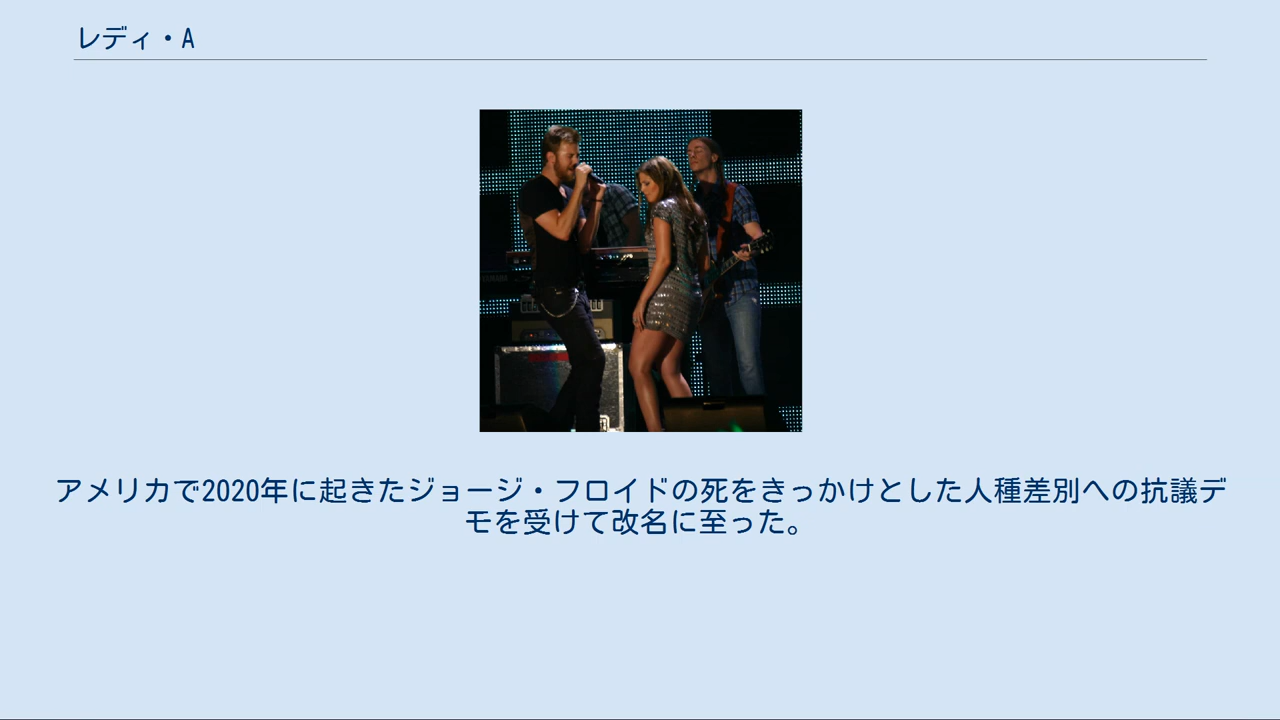 レディ・A
アメリカで2020年に起きたジョージ・フロイドの死をきっかけとした人種差別への抗議デ
モを受けて改名に至った。